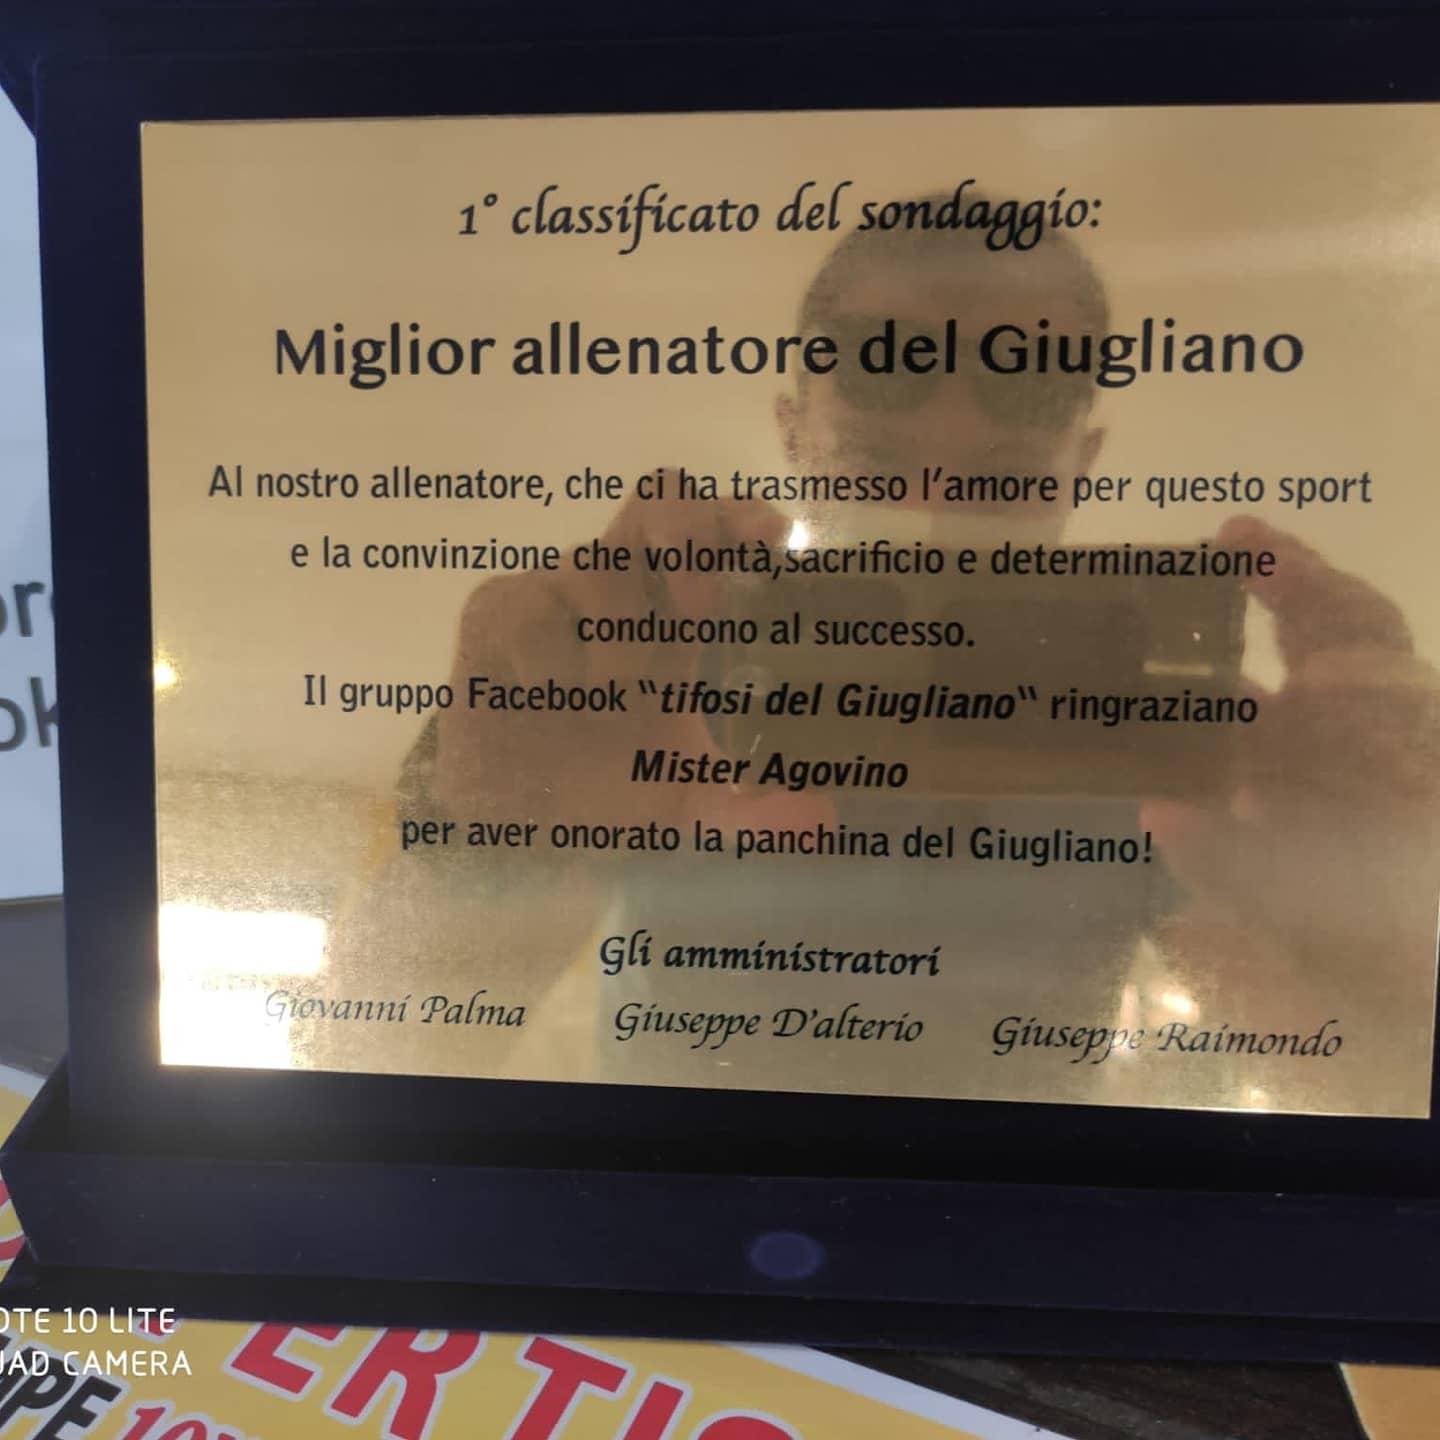 1° classificato del sondaggio:
Miglior allenatore del Giugliano
Al nostro allenatore, che ci ha trasmesso l'amore per questo sport
e la convinzione che volontà,sacrificio e determinazione
conducono al successo.
Il gruppo Facebook "tifosi del Giugliano" ringraziano
Mister Agovino
per aver onorato la panchina del Giugliano!
Gli amministratori
Giovanni Palma Giuseppe D'alterio Giuseppe Raimondo
10 LITE
CAMERA